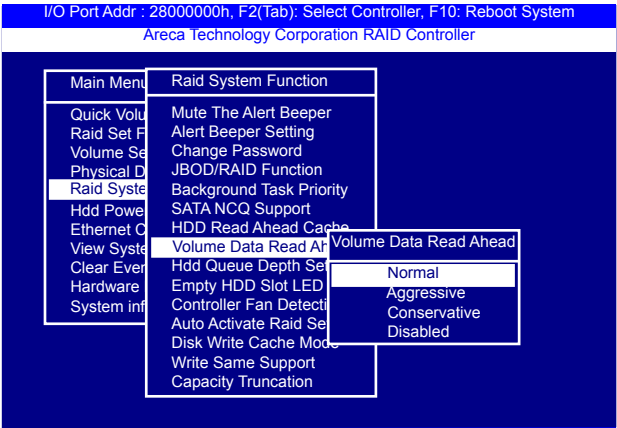 I/O Port Addr : 28000000h, F2(Tab): Select Controller, F10: Reboot System
Areca Technology Corporation RAID Controller
Main Menu
Quick Volu
Raid Set F
Volume Se
Physical D
Raid Syste
Hdd Powe
Ethernet C
View Syste
Clear Even
Hardware
System inf
Raid System Function
Mute The Alert Beeper
Alert Beeper Setting
Change Password
JBOD/RAID Function
Background Task Priority
SATA NCQ Support
HDD Read Ahead Cache
Volume Data Read Ah
Hdd Queue Depth Set
Empty HDD Slot LED
Controller Fan Detecti
Auto Activate Raid Se
Disk Write Cache Mode
Write Same Support
Capacity Truncation
Volume Data Read Ahead
Normal
Aggressive
Conservative
Disabled